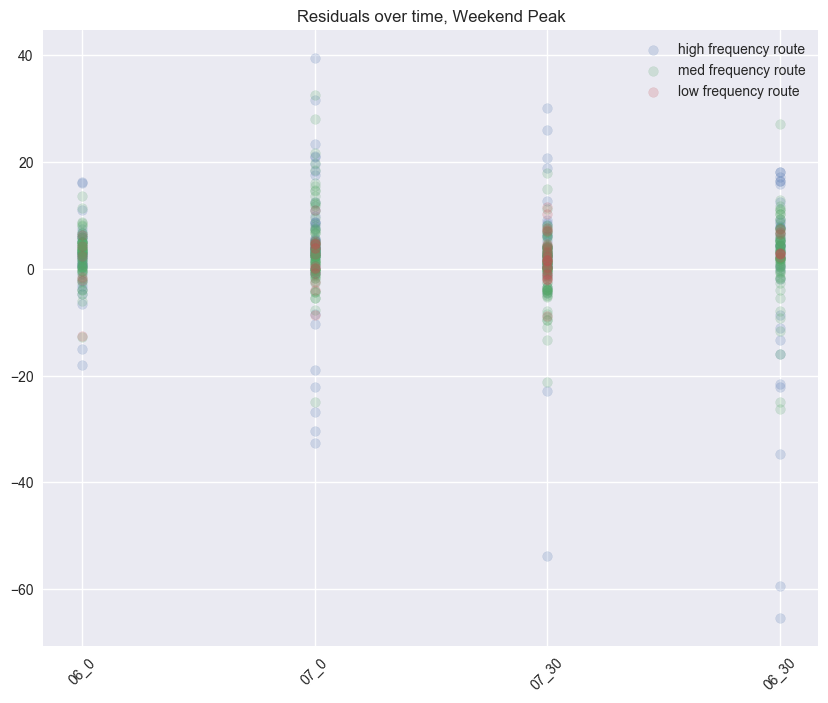 Residuals over time, Weekend Peak
high frequency route
med frequency route
low frequency route
40
20
0
−20
−40
−60
06_0
07_0
07_30
06_30